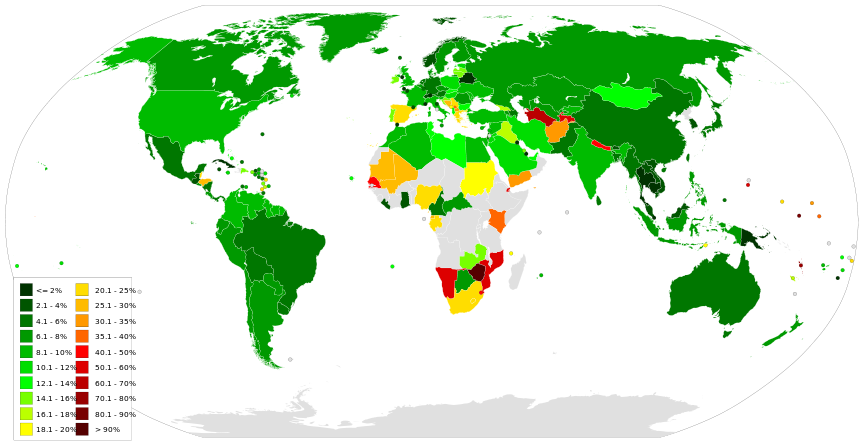 <= 2%
2.1 - 4%
4.1 - 6%
6.1 - 8%
8.1 - 10%
10.1 - 12%
12.1 - 14%
14.1 - 16%
16.1 - 18%
18.1 - 20%
20.1 - 25%
25.1 - 30%
30.1 - 35%
35.1 - 40%
40.1 - 50%
50.1 - 60%
60.1 - 70%
70.1 - 80%
80.1 - 90%
> 90%